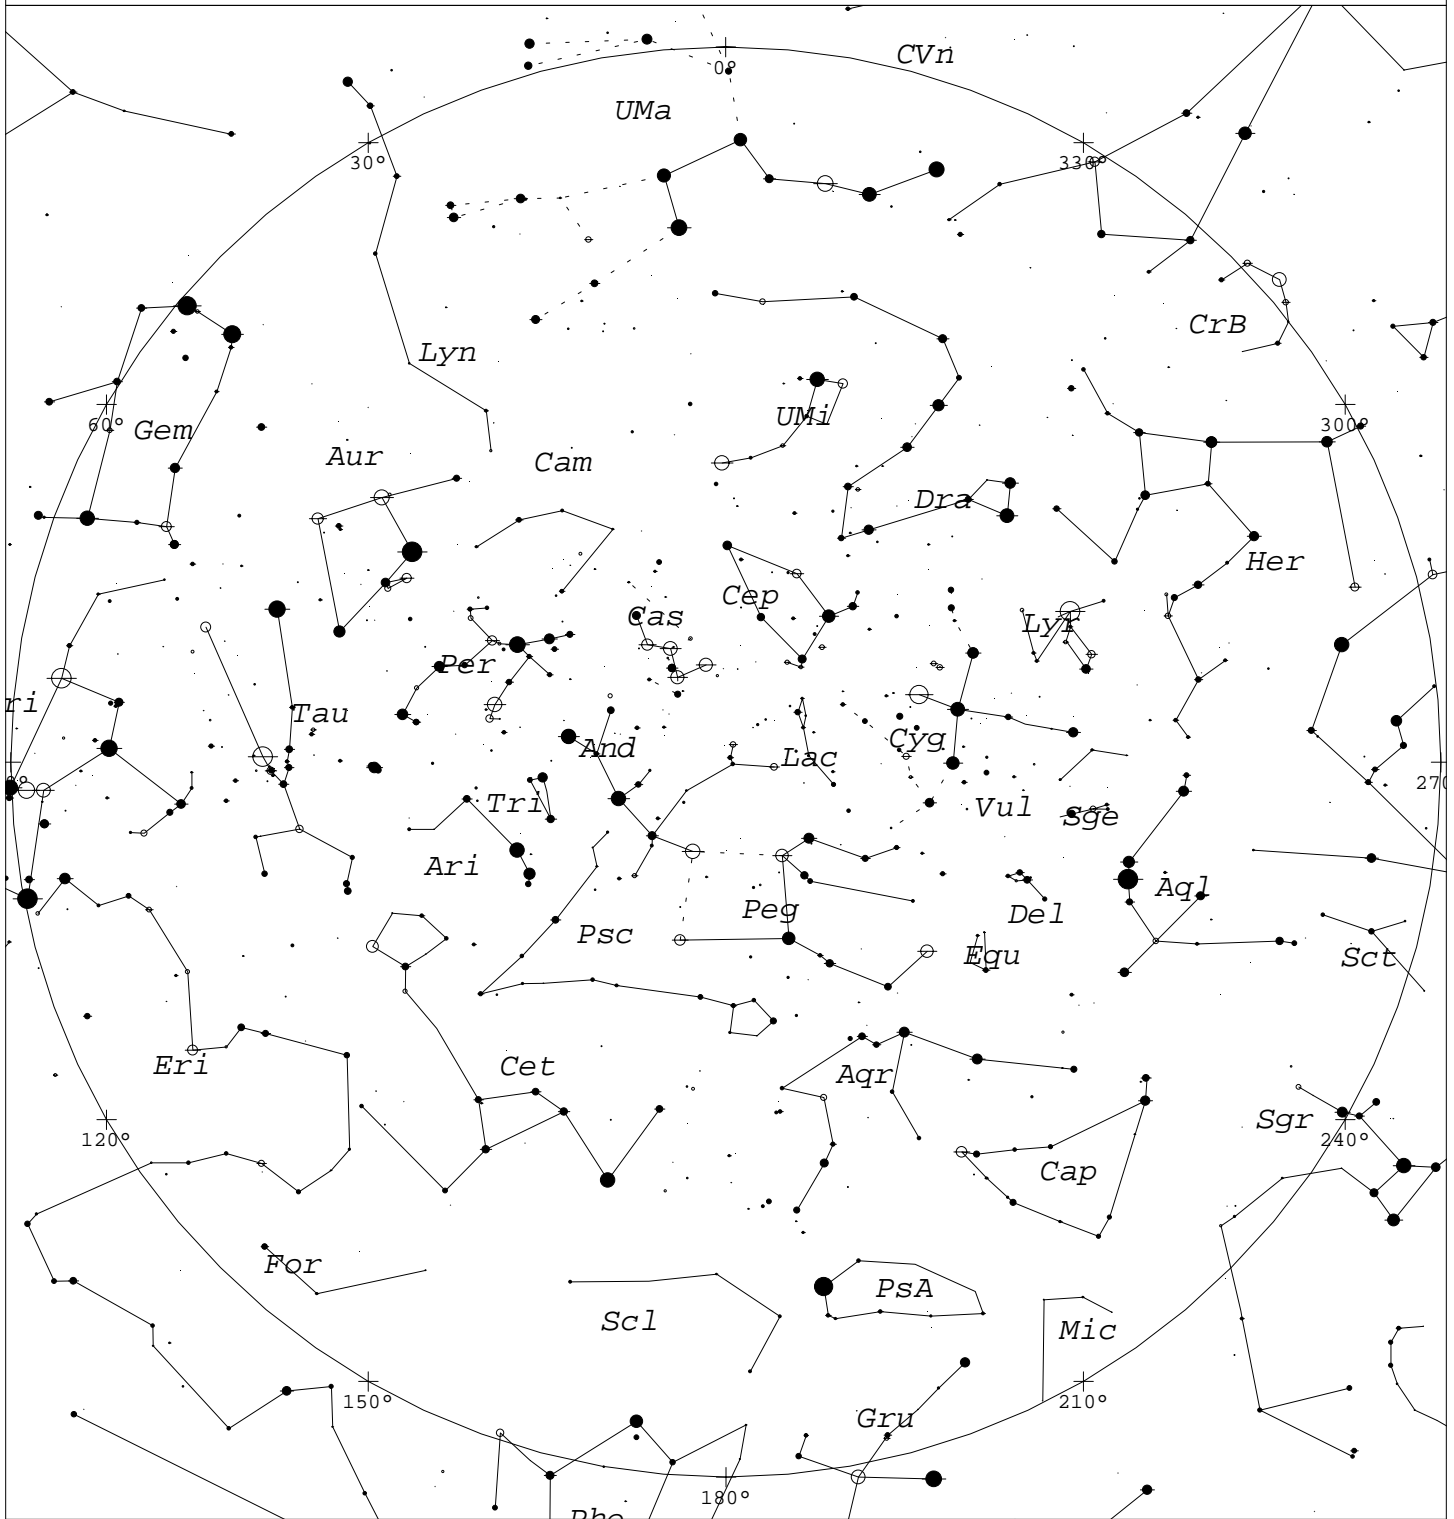 CVn
0°
UMa
30°
330°
CrB
Lyn
UMi
60°
Gem
300°
Aur
Cam
Dra
Her
Cep
Cas
Lyr
Per
ri
Tau
And
Cyg
Lac
270
Tri
Vul
Sge
Ari
Aql
Peg
Del
Psc
Equ
Sct
Eri
Cet
Aqr
Sgr
120°
240°
Cap
For
PsA
Scl
Mic
150°
210°
Gru
180°
Phe